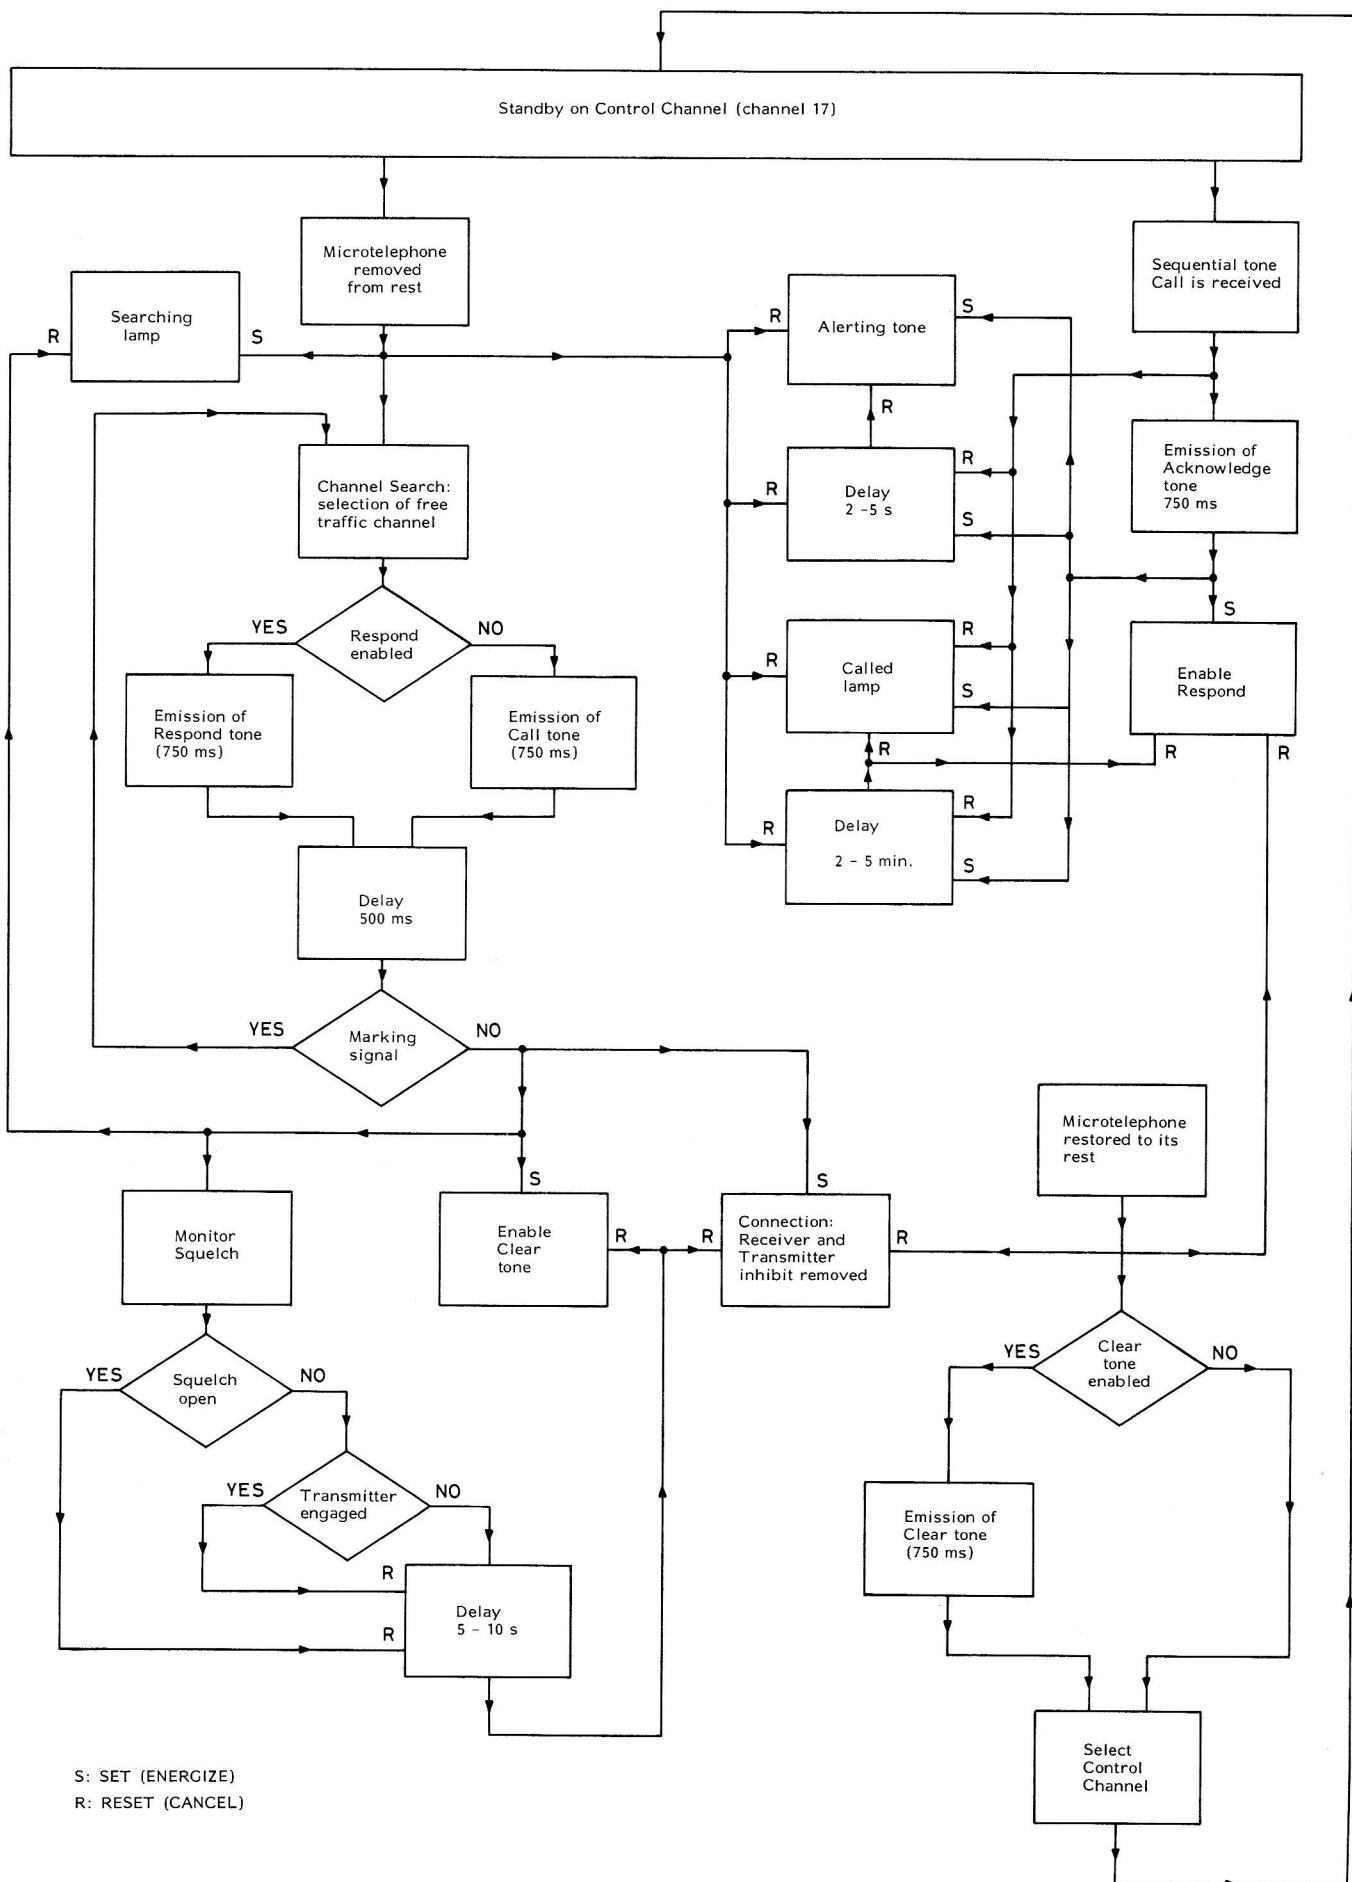 Standby on Control Channel (channel 17)
Microtelephone
removed
from rest
Sequential tone
Call is received
Searching
lamp
R
S
R
Alerting tone
S
R
Channel Search:
selection of free
traffic channel
R
Delay
2 -5 s
R
S
Emission of
Acknowledge
tone
750 ms
S
YES
Respond
enabled
NO
R
Called
lamp
R
S
Enable
Respond
R
R
Emission of
Respond tone
(750 ms)
Emission of
Call tone
(750 ms)
R
R
Delay
2 - 5 min.
R
S
Delay
500 ms
YES
Marking
signal
NO
Microtelephone
restored to its
rest
S
S
Monitor
Squelch
Enable
Clear
tone
R
R
Connection:
Receiver and
Transmitter
inhibit removed
R
YES
Squelch
open
NO
YES
Clear
tone
enabled
NO
YES
Transmitter
engaged
NO
Emission of
Clear tone
(750 ms)
R
R
Delay
5 - 10 s
Select
Control
Channel
S: SET (ENERGIZE)
R: RESET (CANCEL)